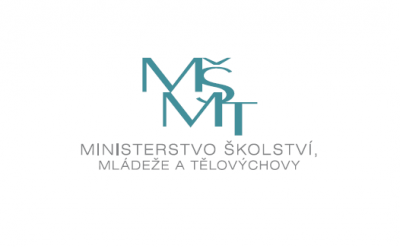 MŠ
MT
MINISTERSTVO ŠKOLSTVÍ,
MLÁDEŽE A TĚLOVÝCHOVY